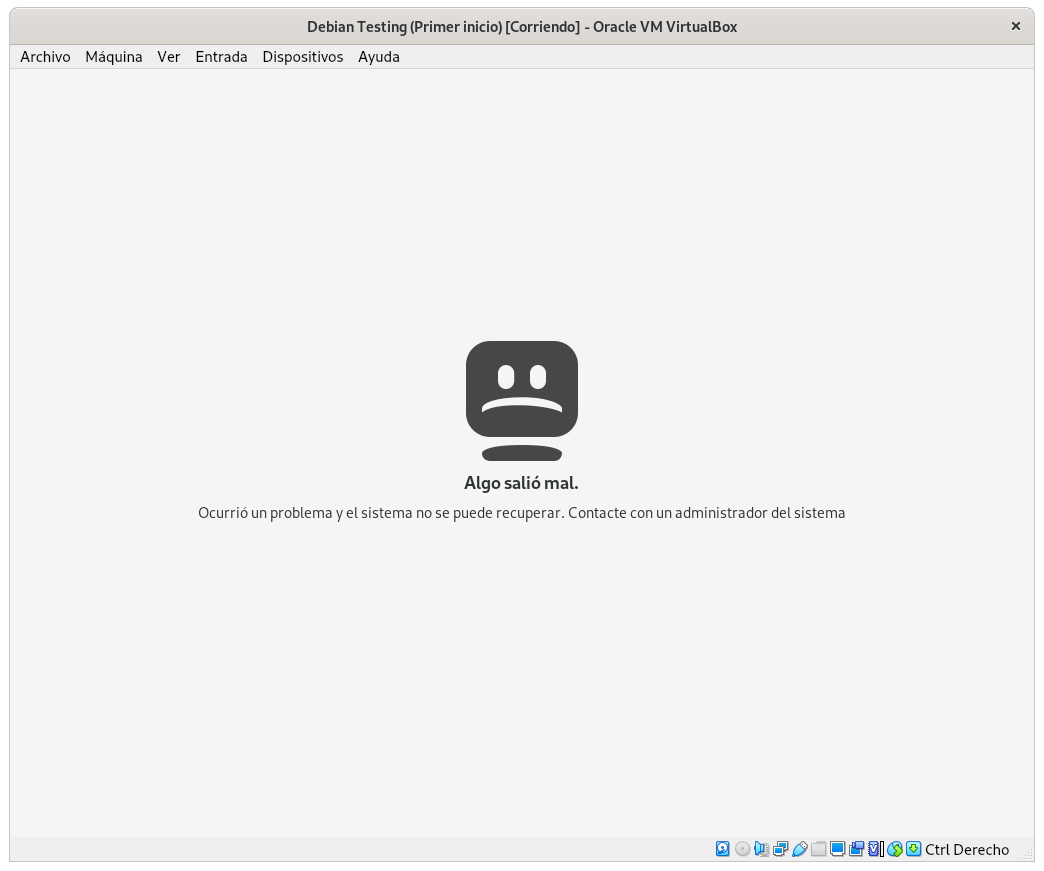 Debian Testing (Primer inicio) [Corriendo] - Oracle VM VirtualBox
Archivo Máquina Ver Entrada Dispositivos Ayuda
Algo salió mal.
Ocurrió un problema y el sistema no se puede recuperar. Contacte con un administrador del sistema
Ctrl Derecho